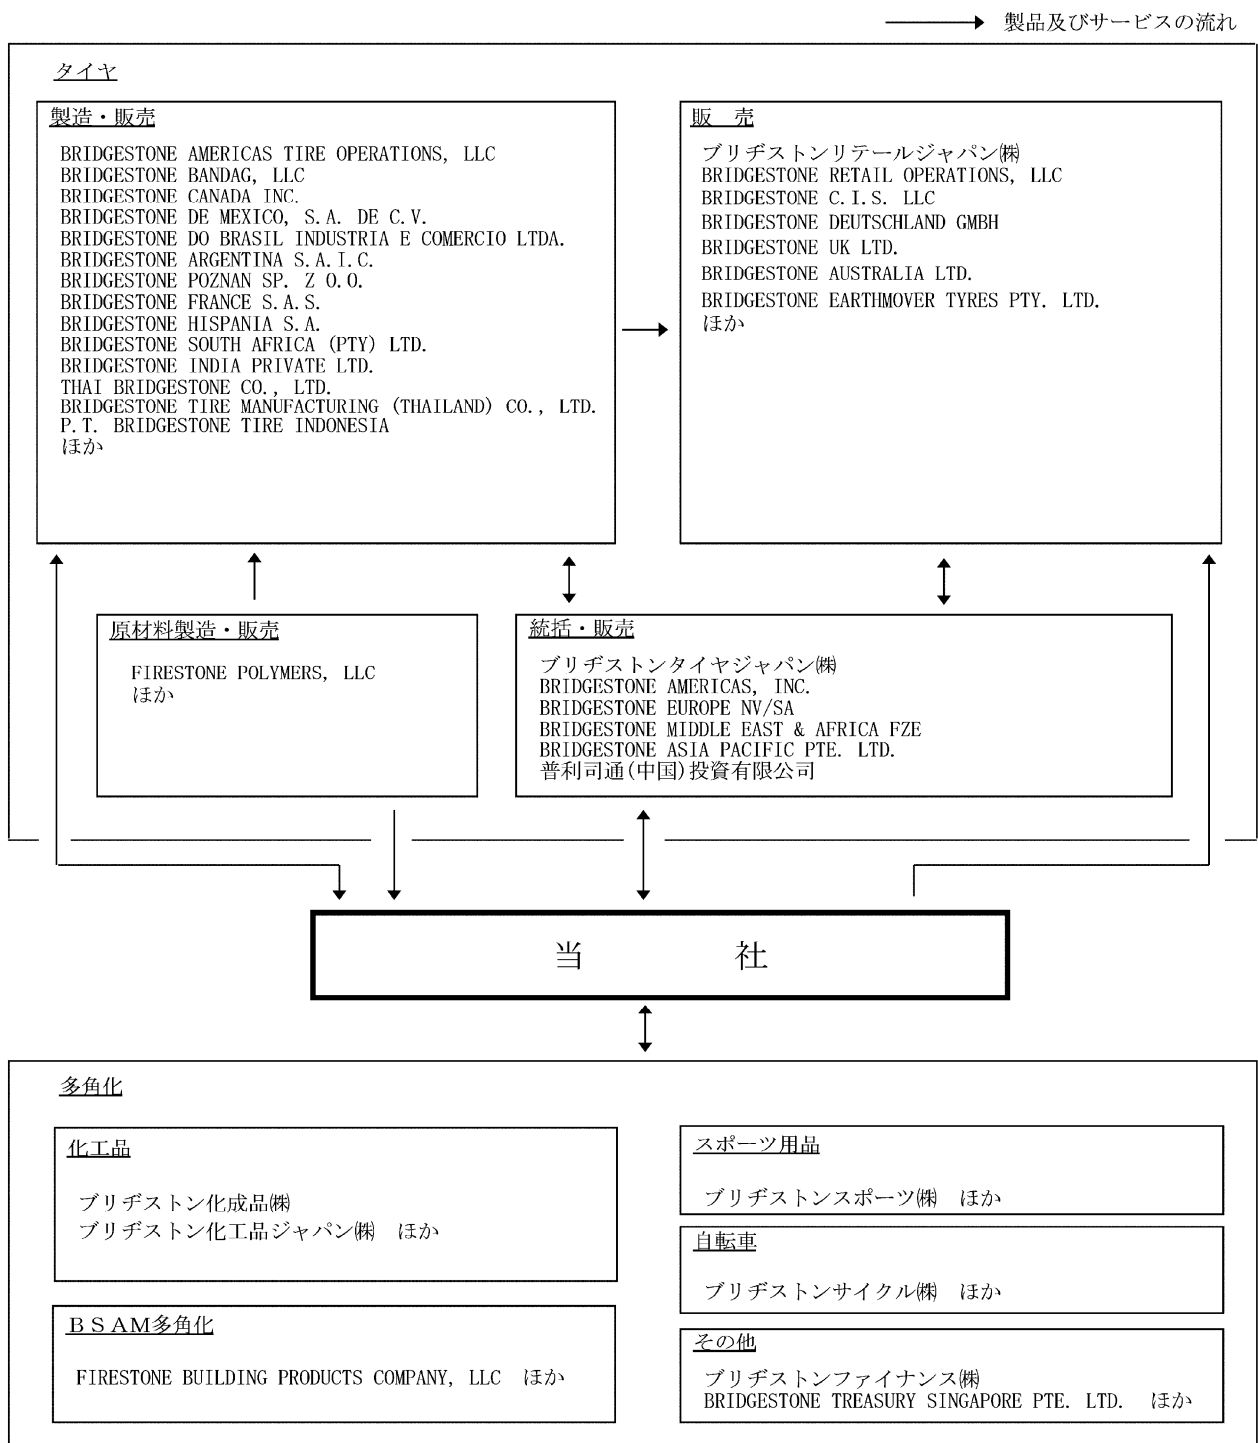 製品及びサービスの流れ
タイヤ
製造・販売
BRIDGESTONE AMERICAS TIRE OPERATIONS, LLC
BRIDGESTONE BANDAG, LLC
BRIDGESTONE CANADA INC.
BRIDGESTONE DE MEXICO, S.A. DE C.V.
BRIDGESTONE DO BRASIL INDUSTRIA E COMERCIO LTDA.
BRIDGESTONE ARGENTINA S.A.I.C.
BRIDGESTONE POZNAN SP. Z O.O.
BRIDGESTONE FRANCE S.A.S.
BRIDGESTONE HISPANIA S.A.
BRIDGESTONE SOUTH AFRICA (PTY) LTD.
BRIDGESTONE INDIA PRIVATE LTD.
THAI BRIDGESTONE CO., LTD.
BRIDGESTONE TIRE MANUFACTURING (THAILAND) CO., LTD.
P.T. BRIDGESTONE TIRE INDONESIA
ほか
販　売
ブリヂストンリテールジャパン㈱
BRIDGESTONE RETAIL OPERATIONS, LLC
BRIDGESTONE C.I.S. LLC
BRIDGESTONE DEUTSCHLAND GMBH
BRIDGESTONE UK LTD.
BRIDGESTONE AUSTRALIA LTD.
BRIDGESTONE EARTHMOVER TYRES PTY. LTD.
ほか
原材料製造・販売
FIRESTONE POLYMERS, LLC
ほか
統括・販売
ブリヂストンタイヤジャパン㈱
BRIDGESTONE AMERICAS, INC.
BRIDGESTONE EUROPE NV/SA
BRIDGESTONE MIDDLE EAST & AFRICA FZE
BRIDGESTONE ASIA PACIFIC PTE. LTD.
普利司通(中国)投資有限公司
当　社
多角化
化工品
ブリヂストン化成品㈱
ブリヂストン化工品ジャパン㈱　ほか
ＢＳＡＭ多角化
FIRESTONE BUILDING PRODUCTS COMPANY, LLC　ほか
スポーツ用品
ブリヂストンスポーツ㈱　ほか
自転車
ブリヂストンサイクル㈱　ほか
その他
ブリヂストンファイナンス㈱
BRIDGESTONE TREASURY SINGAPORE PTE. LTD.　ほか